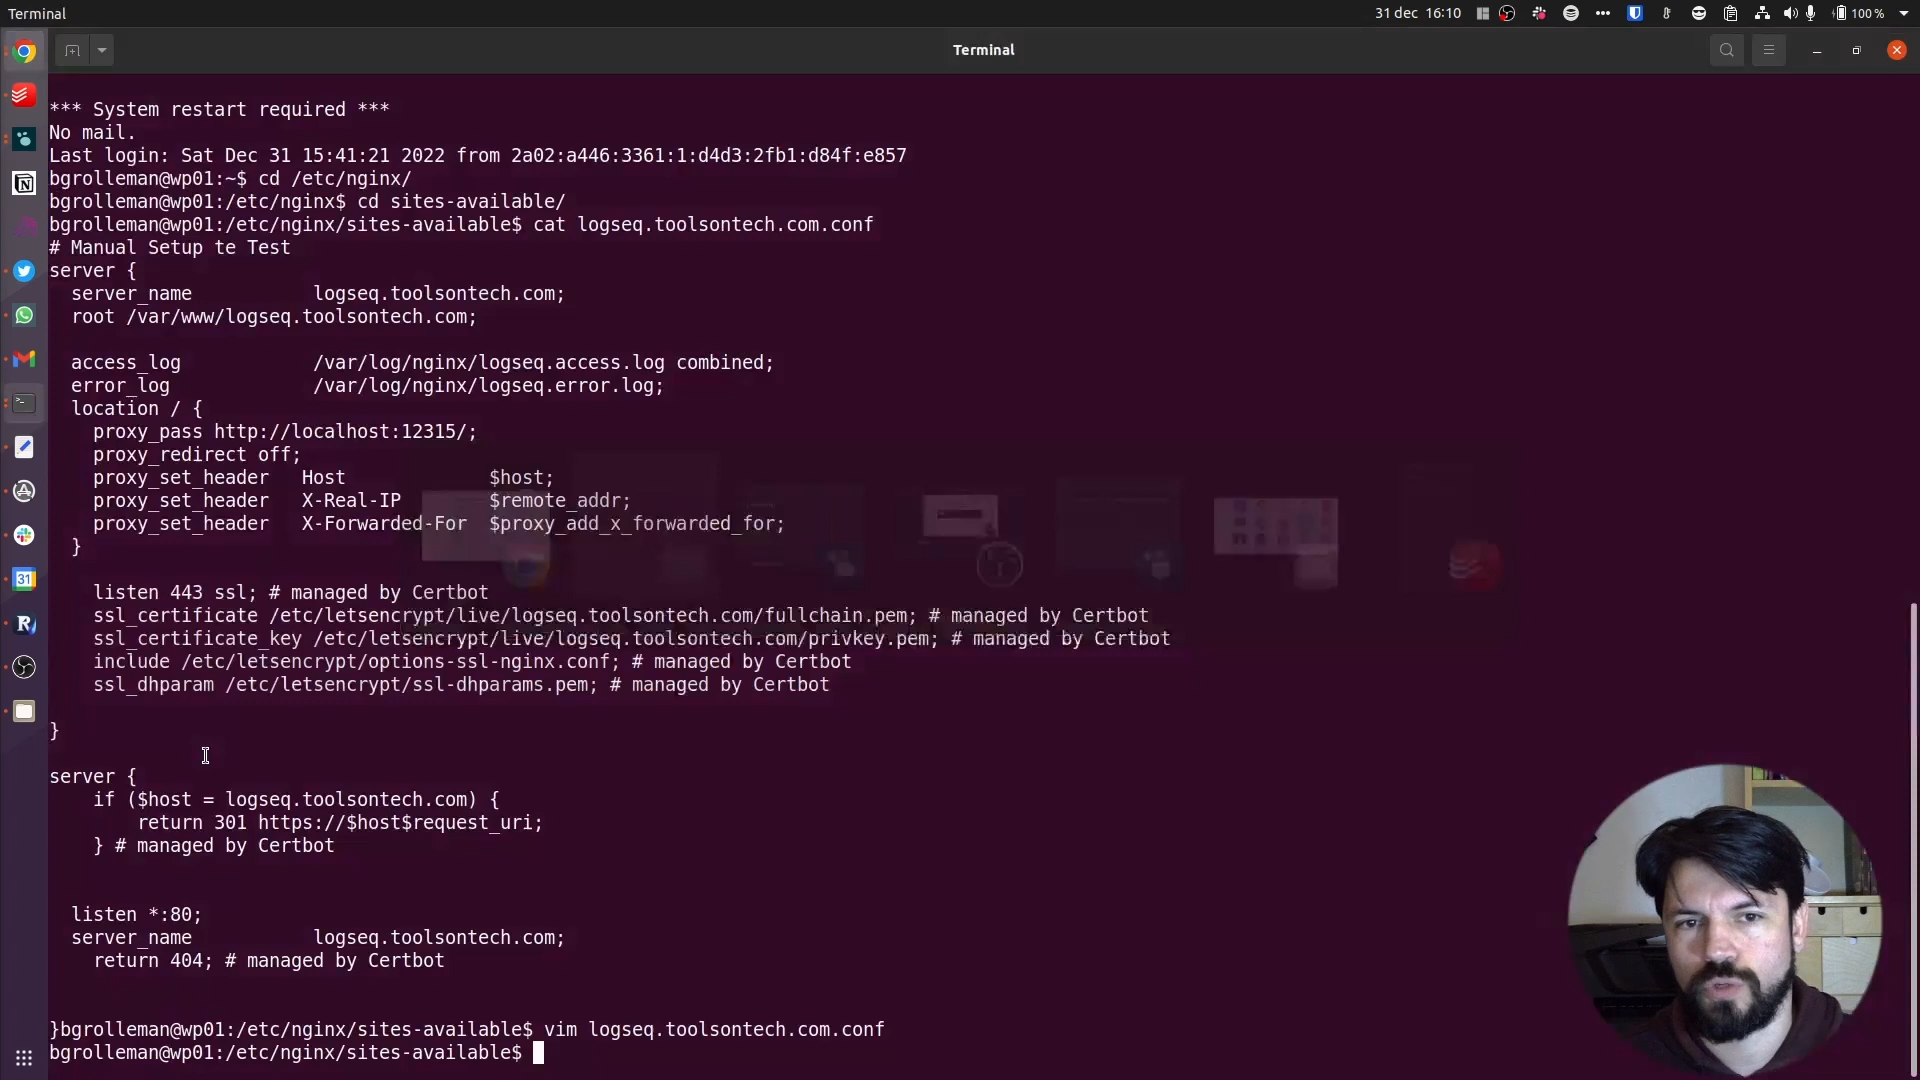 Terminal
31 dec 16:10
100 %
Terminal
*** System restart required ***
No mail.
Last login: Sat Dec 31 15:41:21 2022 from 2a02:a446:3361:1:d4d3:2fb1:d84f:e857
bgrolleman@wp01:~$ cd /etc/nginx/
bgrolleman@wp01:/etc/nginx$ cd sites-available/
bgrolleman@wp01:/etc/nginx/sites-available$ cat logseq.toolsontech.com.conf
# Manual Setup te Test
server {
  server_name           logseq.toolsontech.com;
  root /var/www/logseq.toolsontech.com;
  access_log            /var/log/nginx/logseq.access.log combined;
  error_log             /var/log/nginx/logseq.error.log;
  location / {
    proxy_pass http://localhost:12315/;
    proxy_redirect off;
    proxy_set_header   Host             $host;
    proxy_set_header   X-Real-IP        $remote_addr;
    proxy_set_header   X-Forwarded-For  $proxy_add_x_forwarded_for;
  }
    listen 443 ssl; # managed by Certbot
    ssl_certificate /etc/letsencrypt/live/logseq.toolsontech.com/fullchain.pem; # managed by Certbot
    ssl_certificate_key /etc/letsencrypt/live/logseq.toolsontech.com/privkey.pem; # managed by Certbot
    include /etc/letsencrypt/options-ssl-nginx.conf; # managed by Certbot
    ssl_dhparam /etc/letsencrypt/ssl-dhparams.pem; # managed by Certbot
}
server {
    if ($host = logseq.toolsontech.com) {
        return 301 https://$host$request_uri;
    } # managed by Certbot
  listen *:80;
  server_name           logseq.toolsontech.com;
    return 404; # managed by Certbot
}bgrolleman@wp01:/etc/nginx/sites-available$ vim logseq.toolsontech.com.conf
bgrolleman@wp01:/etc/nginx/sites-available$
31